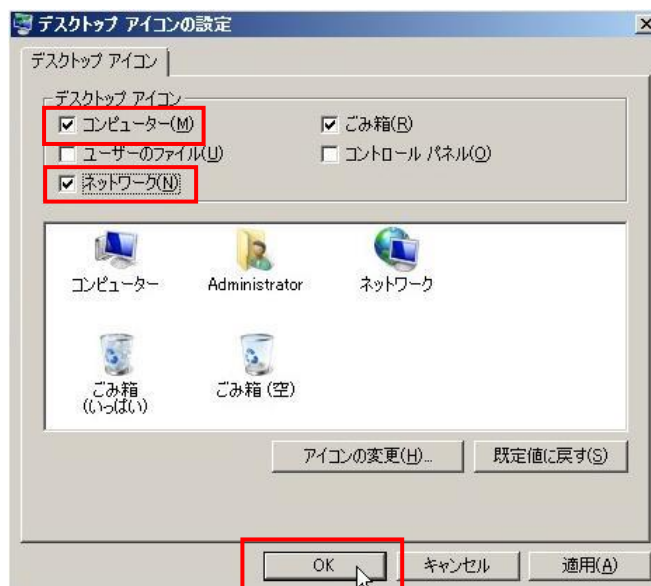 デスクトップ アイコンの設定
デスクトップ アイコン
デスクトップ アイコン
コンピューター(M)
ごみ箱(R)
ユーザーのファイル(U)
コントロール パネル(O)
ネットワーク(N)
コンピューター
Administrator
ネットワーク
ごみ箱
(いっぱい)
ごみ箱 (空)
アイコンの変更(H)...
既定値に戻す(S)
OK
キャンセル
適用(A)